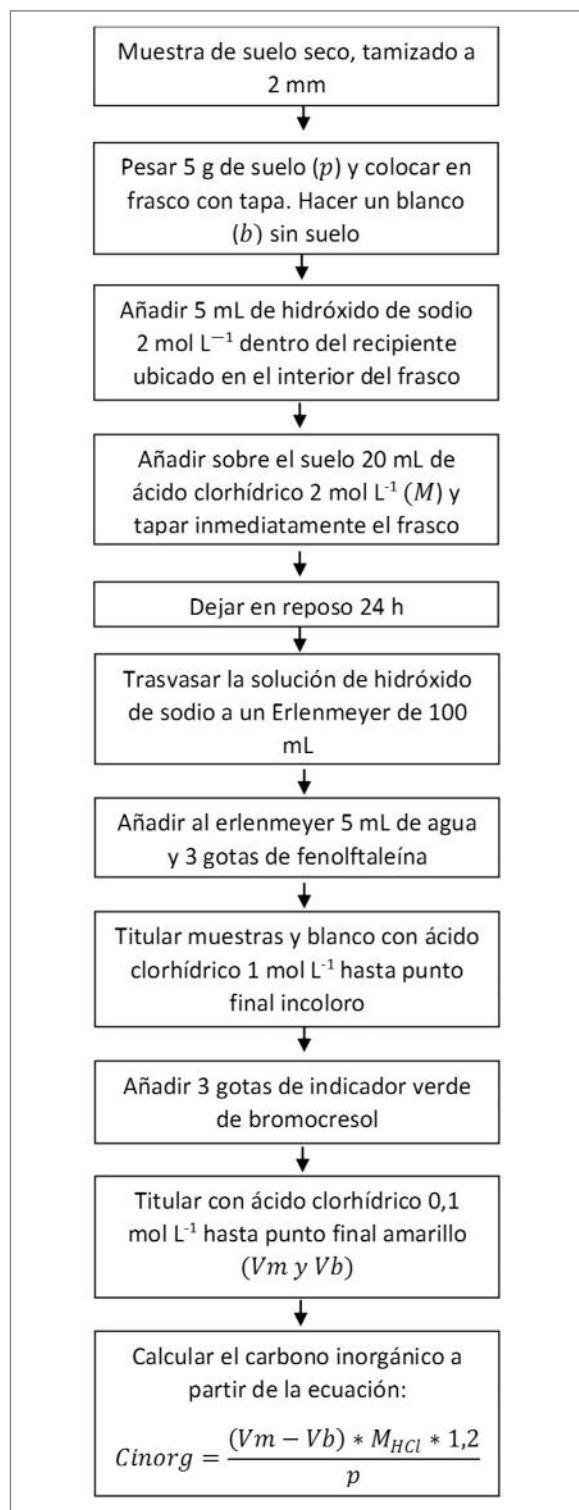 Muestra de suelo seco, tamizado a
2 mm
Pesar 5 g de suelo (p) y colocar en
frasco con tapa. Hacer un blanco
(b) sin suelo
Añadir 5 mL de hidróxido de sodio
2 mol L⁻¹ dentro del recipiente
ubicado en el interior del frasco
Añadir sobre el suelo 20 mL de
ácido clorhídrico 2 mol L⁻¹ (M) y
tapar inmediatamente el frasco
Dejar en reposo 24 h
Trasvasar la solución de hidróxido
de sodio a un Erlenmeyer de 100
mL
Añadir al erlenmeyer 5 mL de agua
y 3 gotas de fenolftaleína
Titular muestras y blanco con ácido
clorhídrico 1 mol L⁻¹ hasta punto
final incoloro
Añadir 3 gotas de indicador verde
de bromocresol
Titular con ácido clorhídrico 0,1
mol L⁻¹ hasta punto final amarillo
(Vm y Vb)
Calcular el carbono inorgánico a
partir de la ecuación:
Cinorg = (Vm − Vb) * M_HCl * 1,2 / p